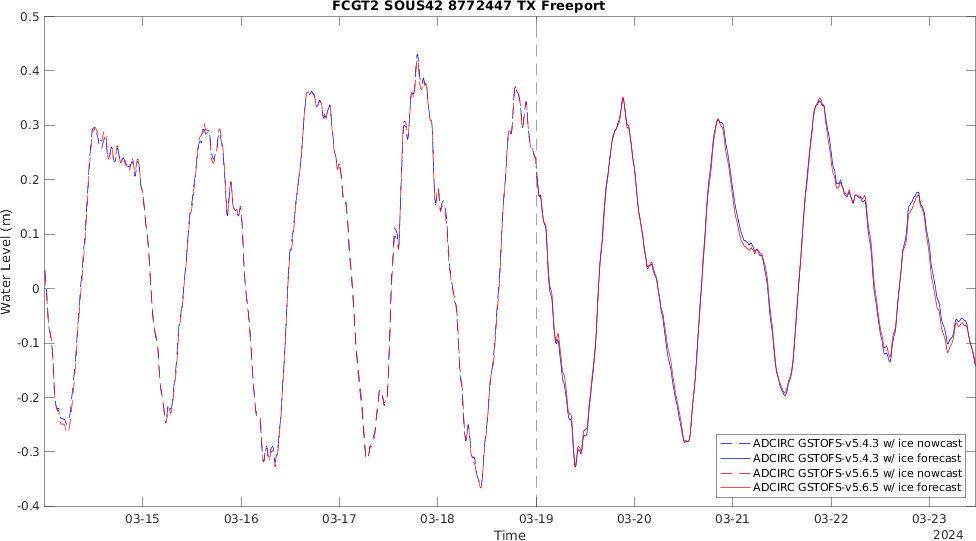 FCGT2 SOUS42 8772447 TX Freeport
0.5
0.4
0.3
0.2
0.1
0
-0.1
-0.2
-0.3
-0.4
Water Level (m)
ADCIRC GSTOFS-v5.4.3 w/ ice nowcast
ADCIRC GSTOFS-v5.4.3 w/ ice forecast
ADCIRC GSTOFS-v5.6.5 w/ ice nowcast
ADCIRC GSTOFS-v5.6.5 w/ ice forecast
03-15 03-16 03-17 03-18 03-19 03-20 03-21 03-22 03-23
Time
2024